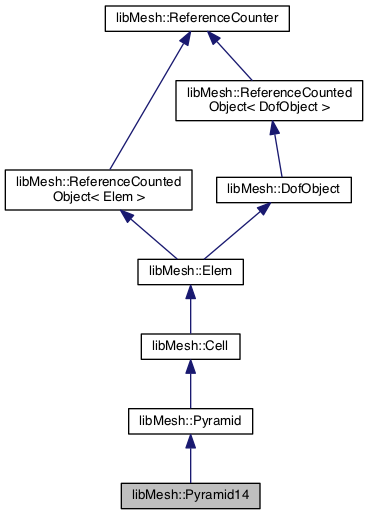 libMesh::ReferenceCounter
libMesh::ReferenceCounted
Object< DofObject >
libMesh::ReferenceCounted
Object< Elem >
libMesh::DofObject
libMesh::Elem
libMesh::Cell
libMesh::Pyramid
libMesh::Pyramid14